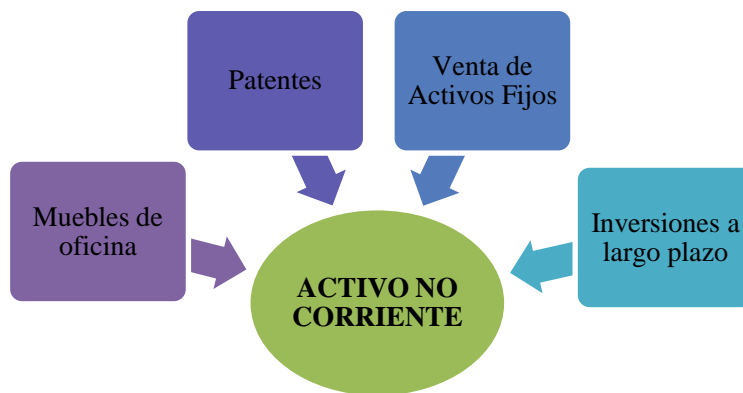 Patentes
Venta de
Activos Fijos
Muebles de
oficina
Inversiones a
largo plazo
ACTIVO NO
CORRIENTE